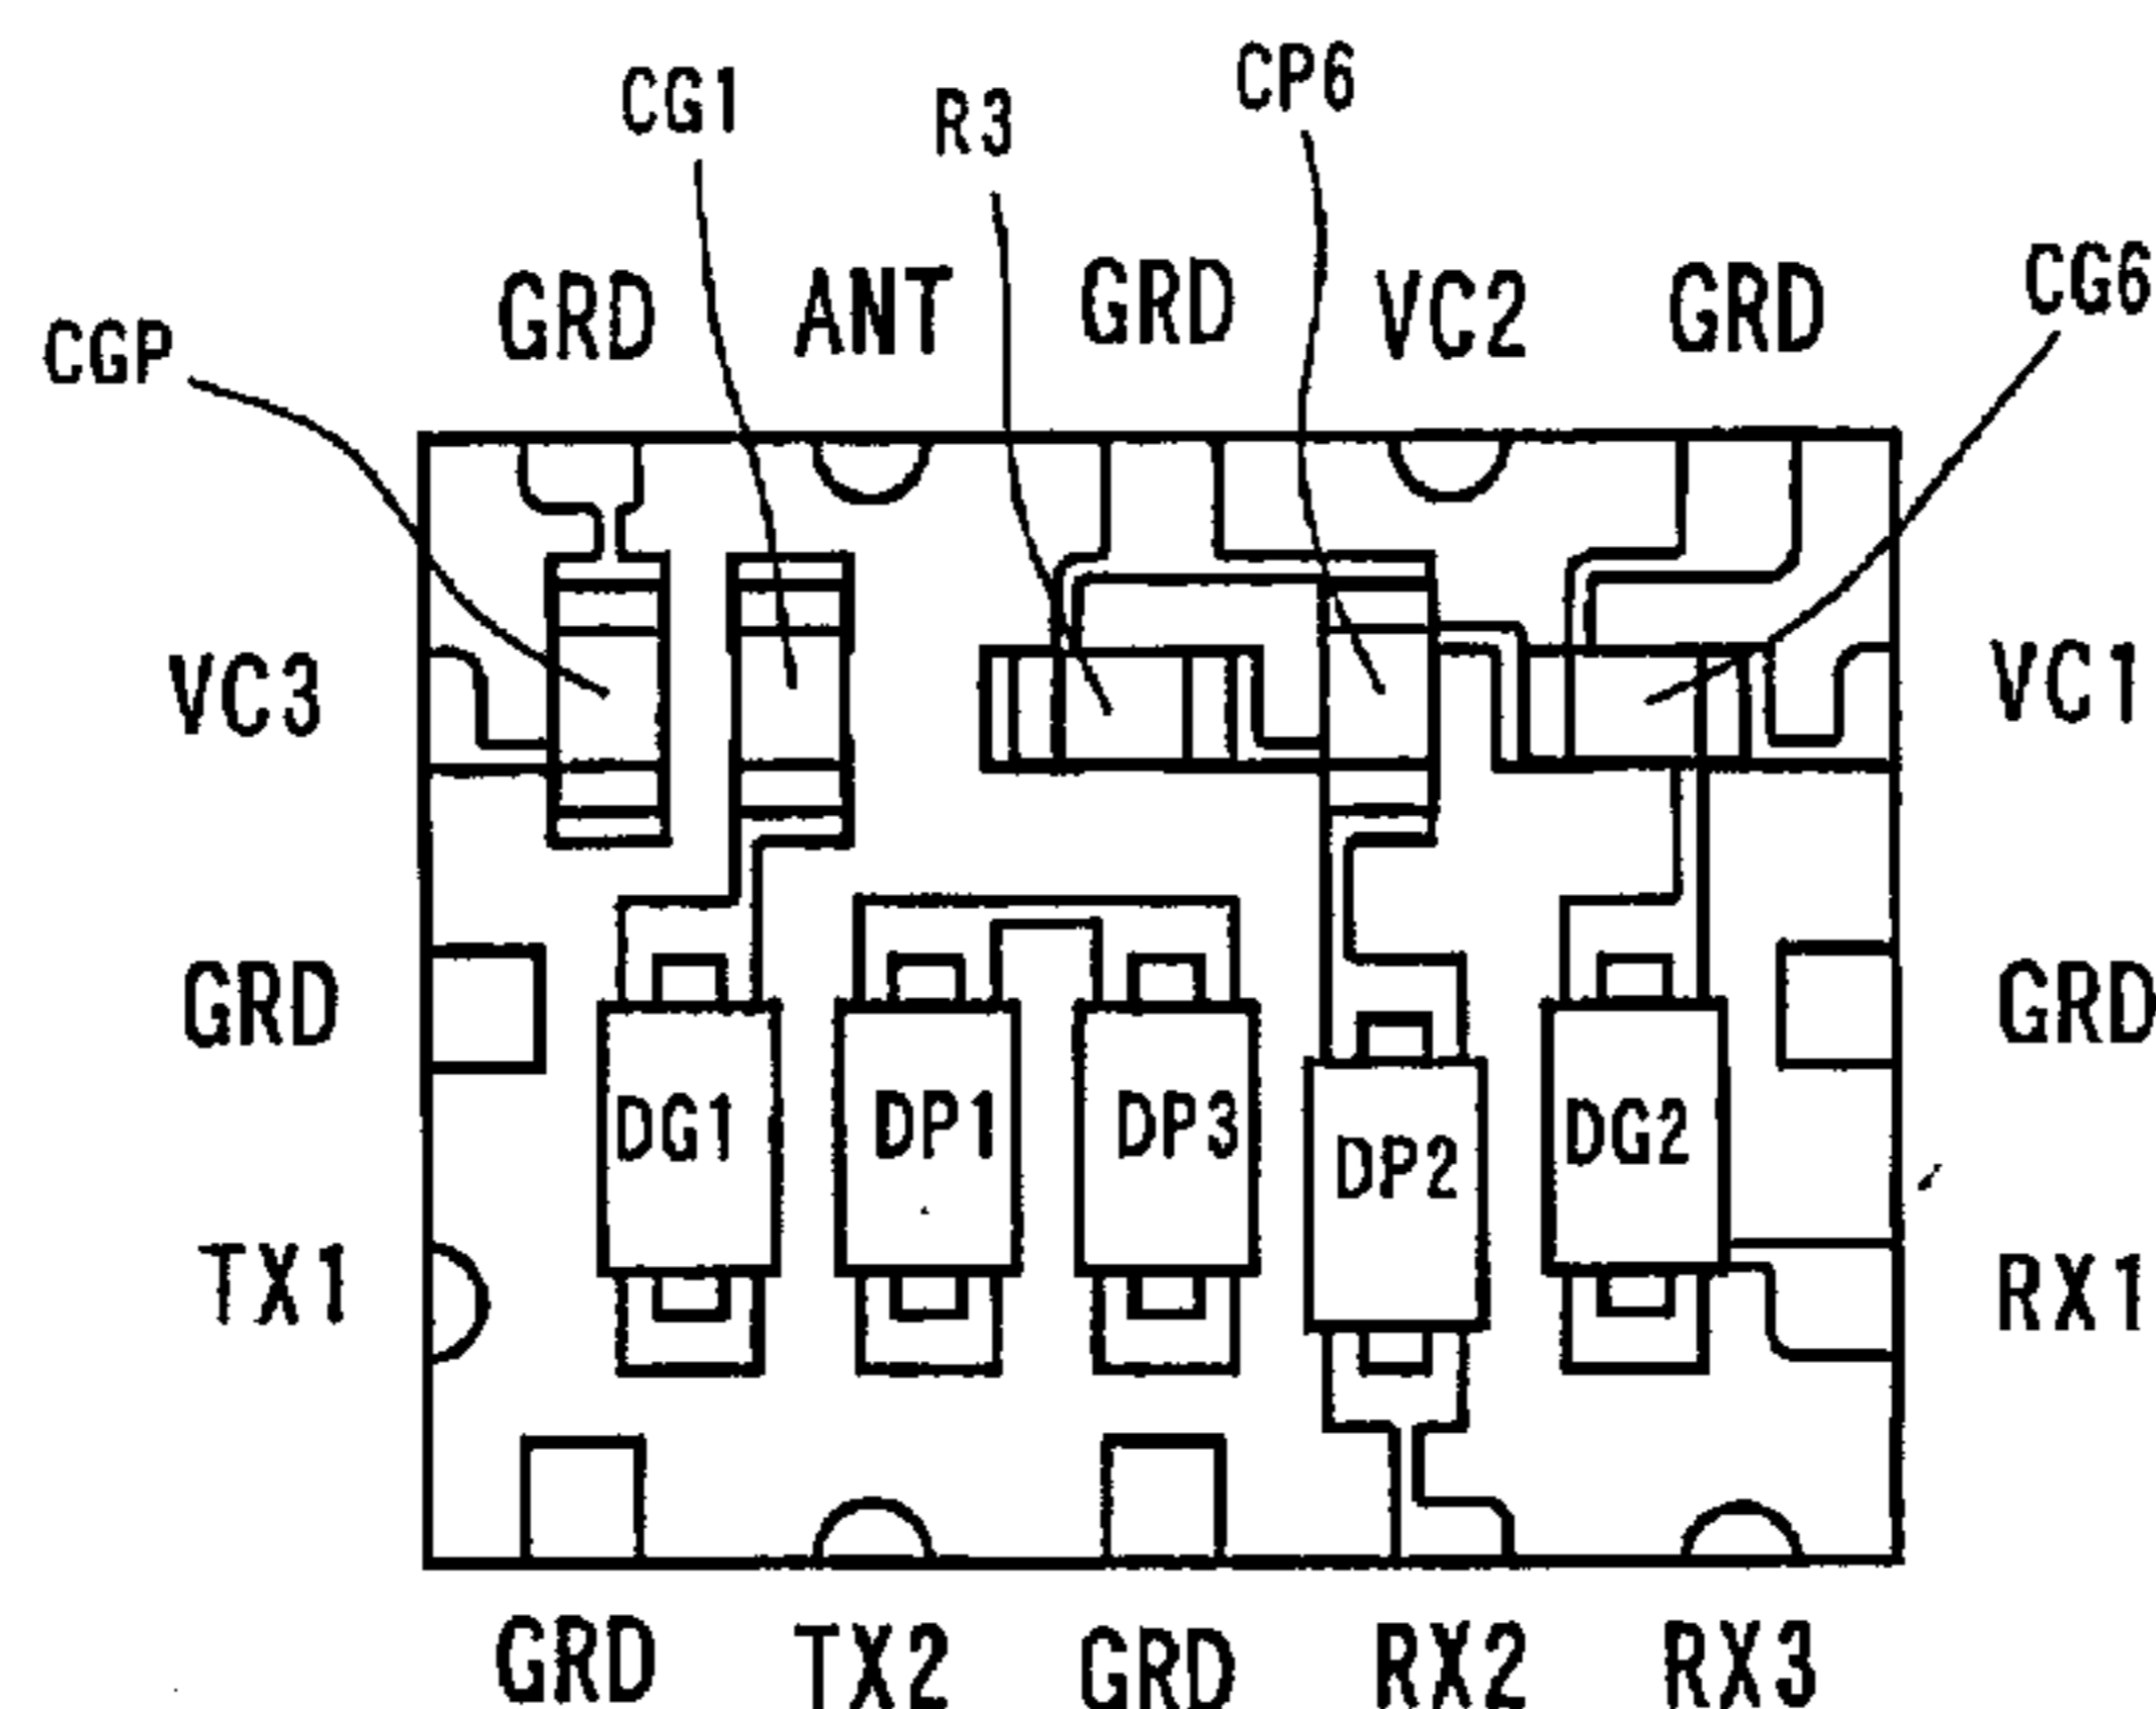 CG1 R3 CP6
CGP GRD ANT GRD VC2 GRD CG6
VC3 VC1
GRD GRD
DG1 DP1 DP3 DP2 DG2
TX1 RX1
GRD TX2 GRD RX2 RX3